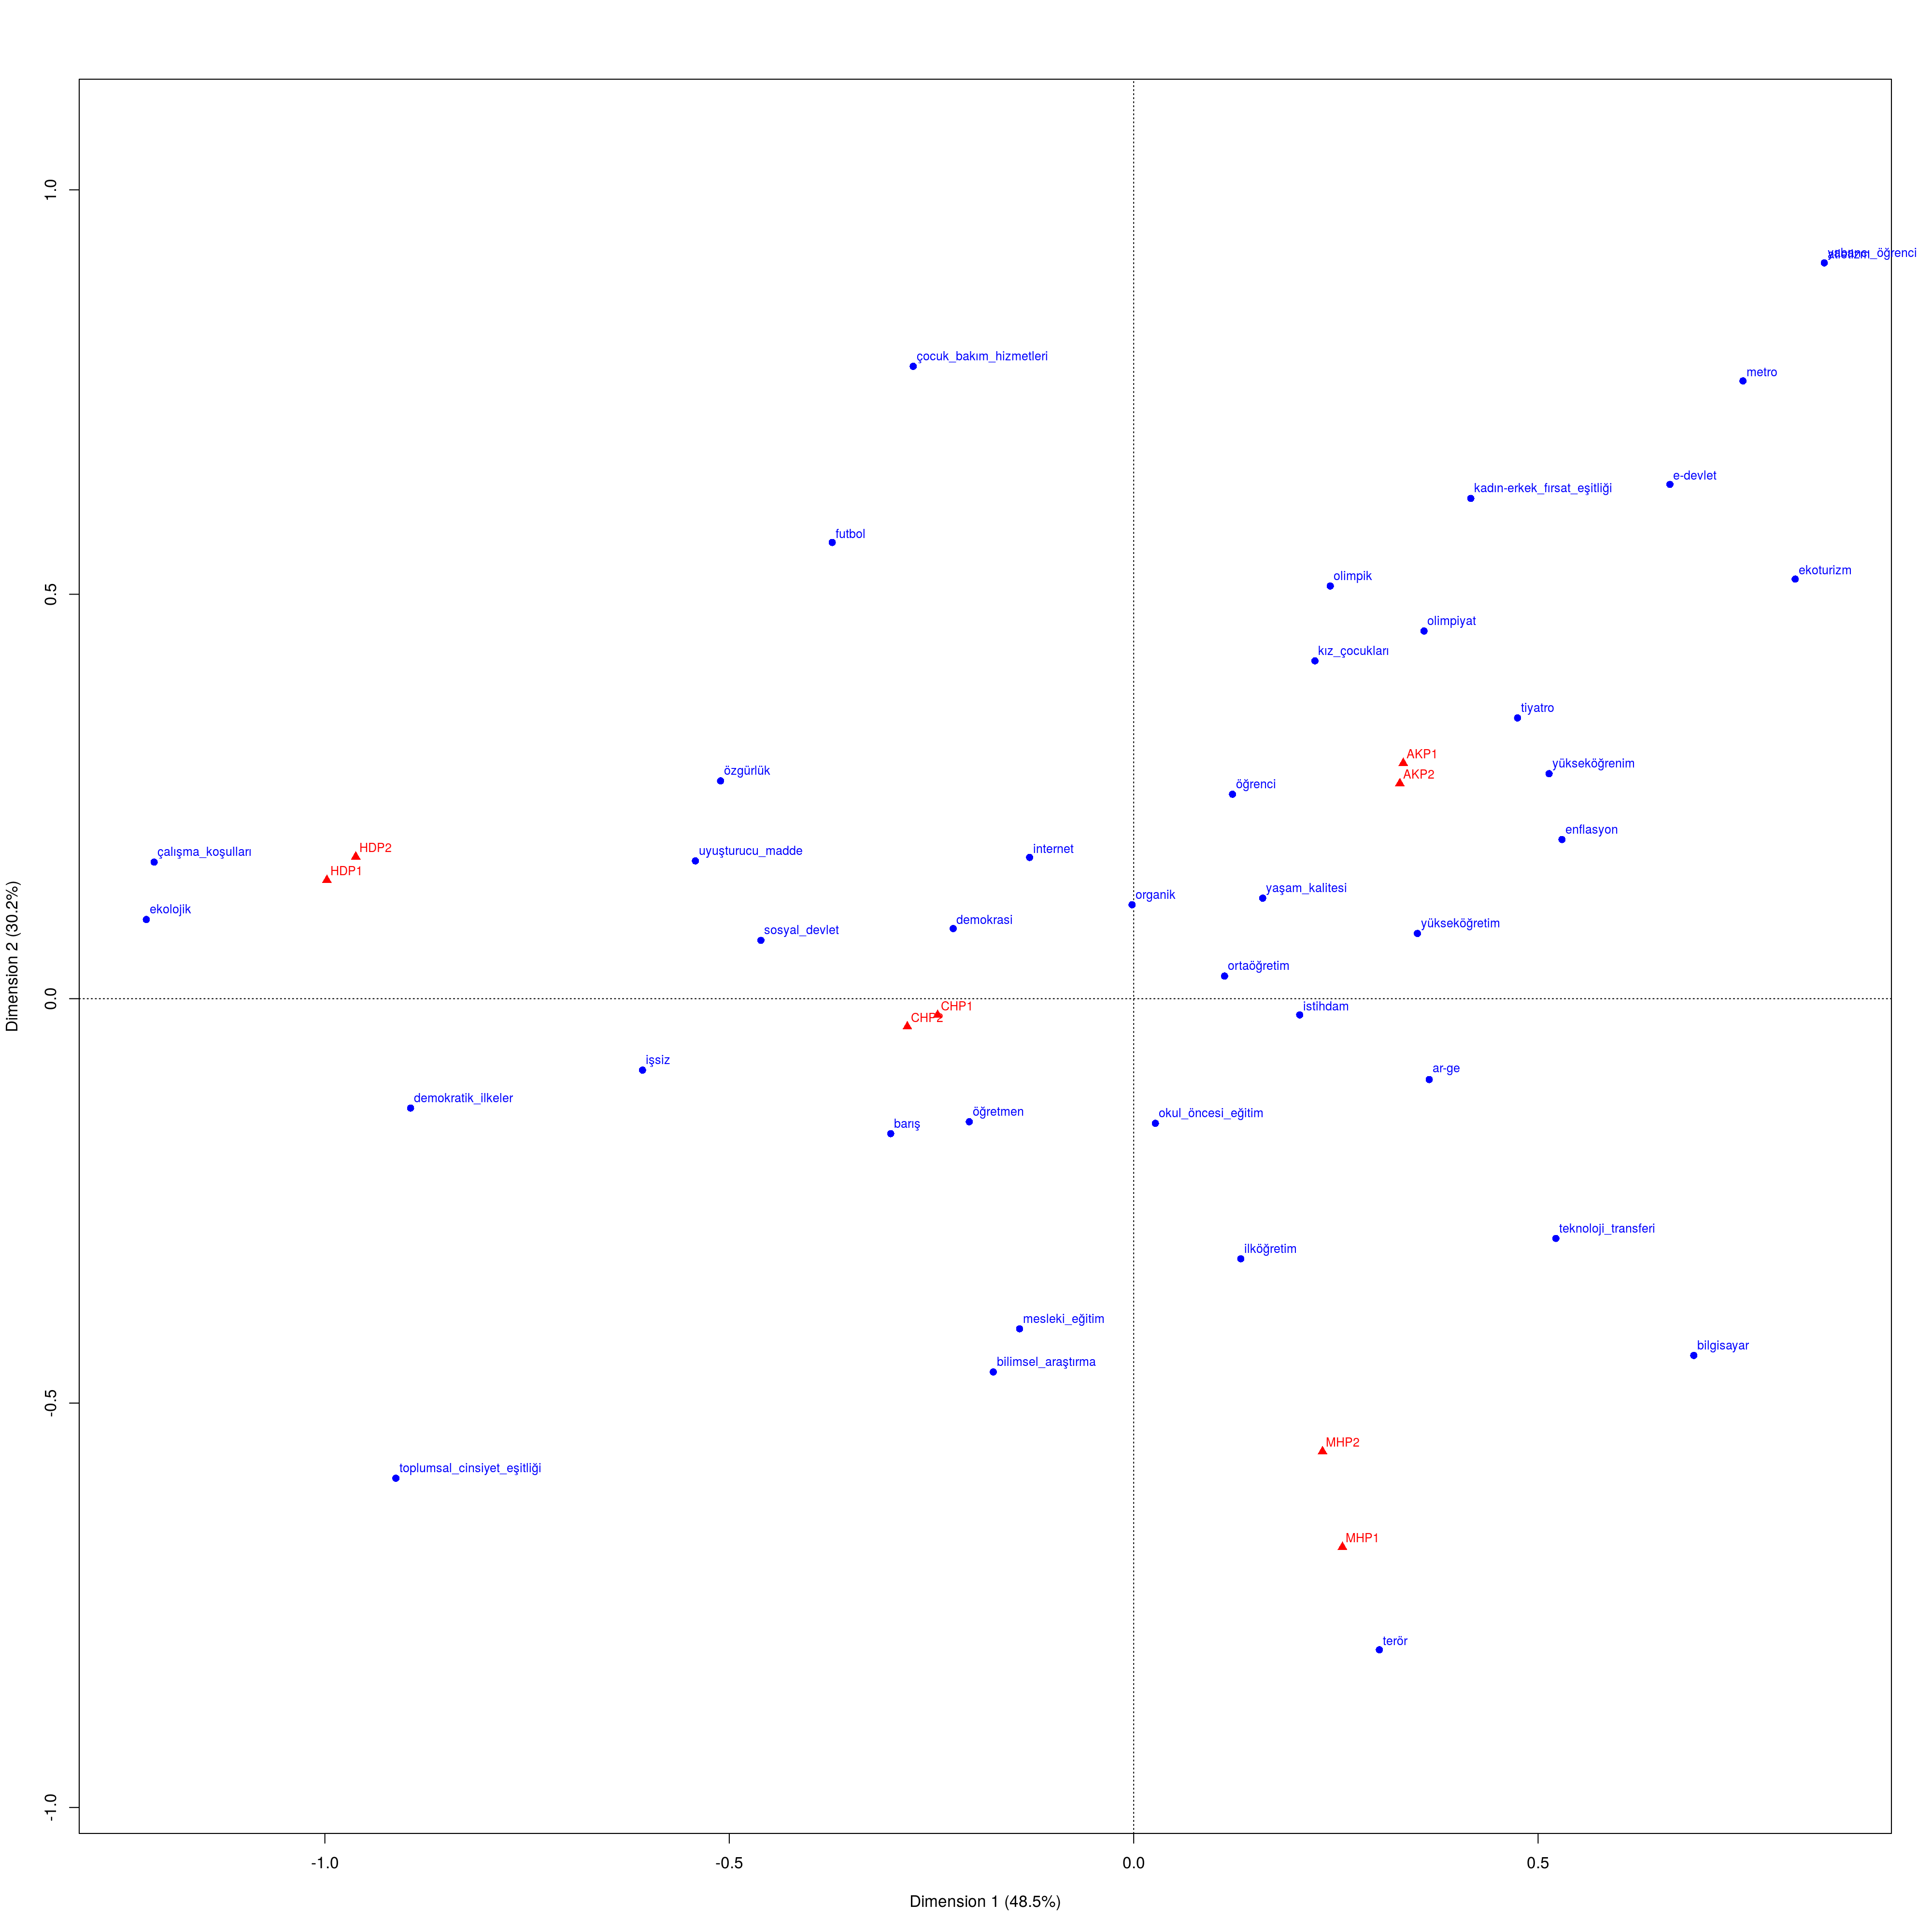 1.0
yabancı_öğrenci
atletizm
çocuk_bakım_hizmetleri
metro
e-devlet
kadın-erkek_fırsat_eşitliği
futbol
0.5
olimpik
ekoturizm
olimpiyat
kız_çocukları
tiyatro
AKP1
yükseköğrenim
özgürlük
AKP2
öğrenci
enflasyon
HDP2
çalışma_koşulları
uyuşturucu_madde
internet
HDP1
yaşam_kalitesi
organik
ekolojik
demokrasi
yükseköğretim
sosyal_devlet
Dimension 2 (30.2%)
ortaöğretim
0.0
CHP1
istihdam
CHP2
işsiz
ar-ge
demokratik_ilkeler
öğretmen
okul_öncesi_eğitim
barış
teknoloji_transferi
ilköğretim
mesleki_eğitim
bilgisayar
bilimsel_araştırma
-0.5
MHP2
toplumsal_cinsiyet_eşitliği
MHP1
terör
-1.0
-1.0 -0.5 0.0 0.5
Dimension 1 (48.5%)